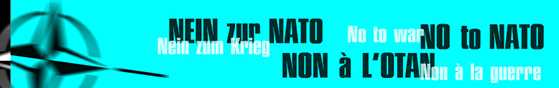 NEIN zur NATO
Nein zum Krieg
No to war
NO to NATO
NON à L'OTAN
Non à la guerre